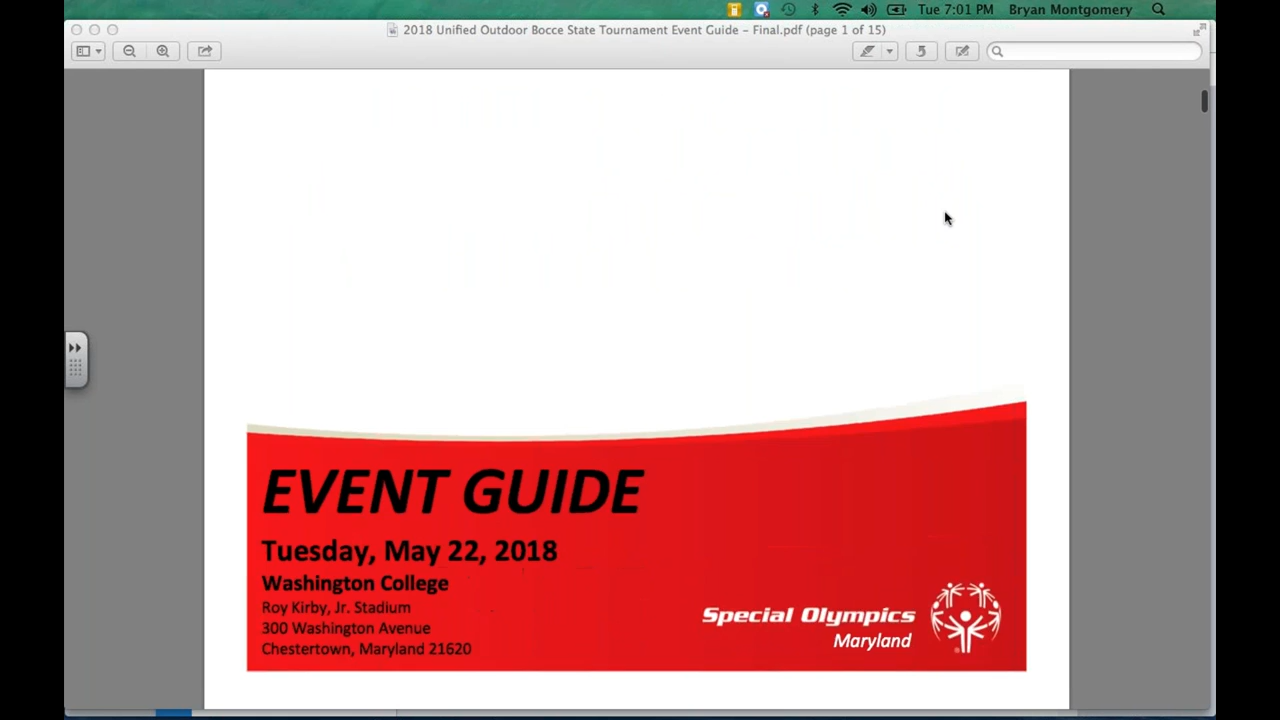 Tue 7:01 PM Bryan Montgomery
2018 Unified Outdoor Bocce State Tournament Event Guide – Final.pdf (page 1 of 15)
EVENT GUIDE
Tuesday, May 22, 2018
Washington College
Roy Kirby, Jr. Stadium
300 Washington Avenue
Chestertown, Maryland 21620
Special Olympics
Maryland